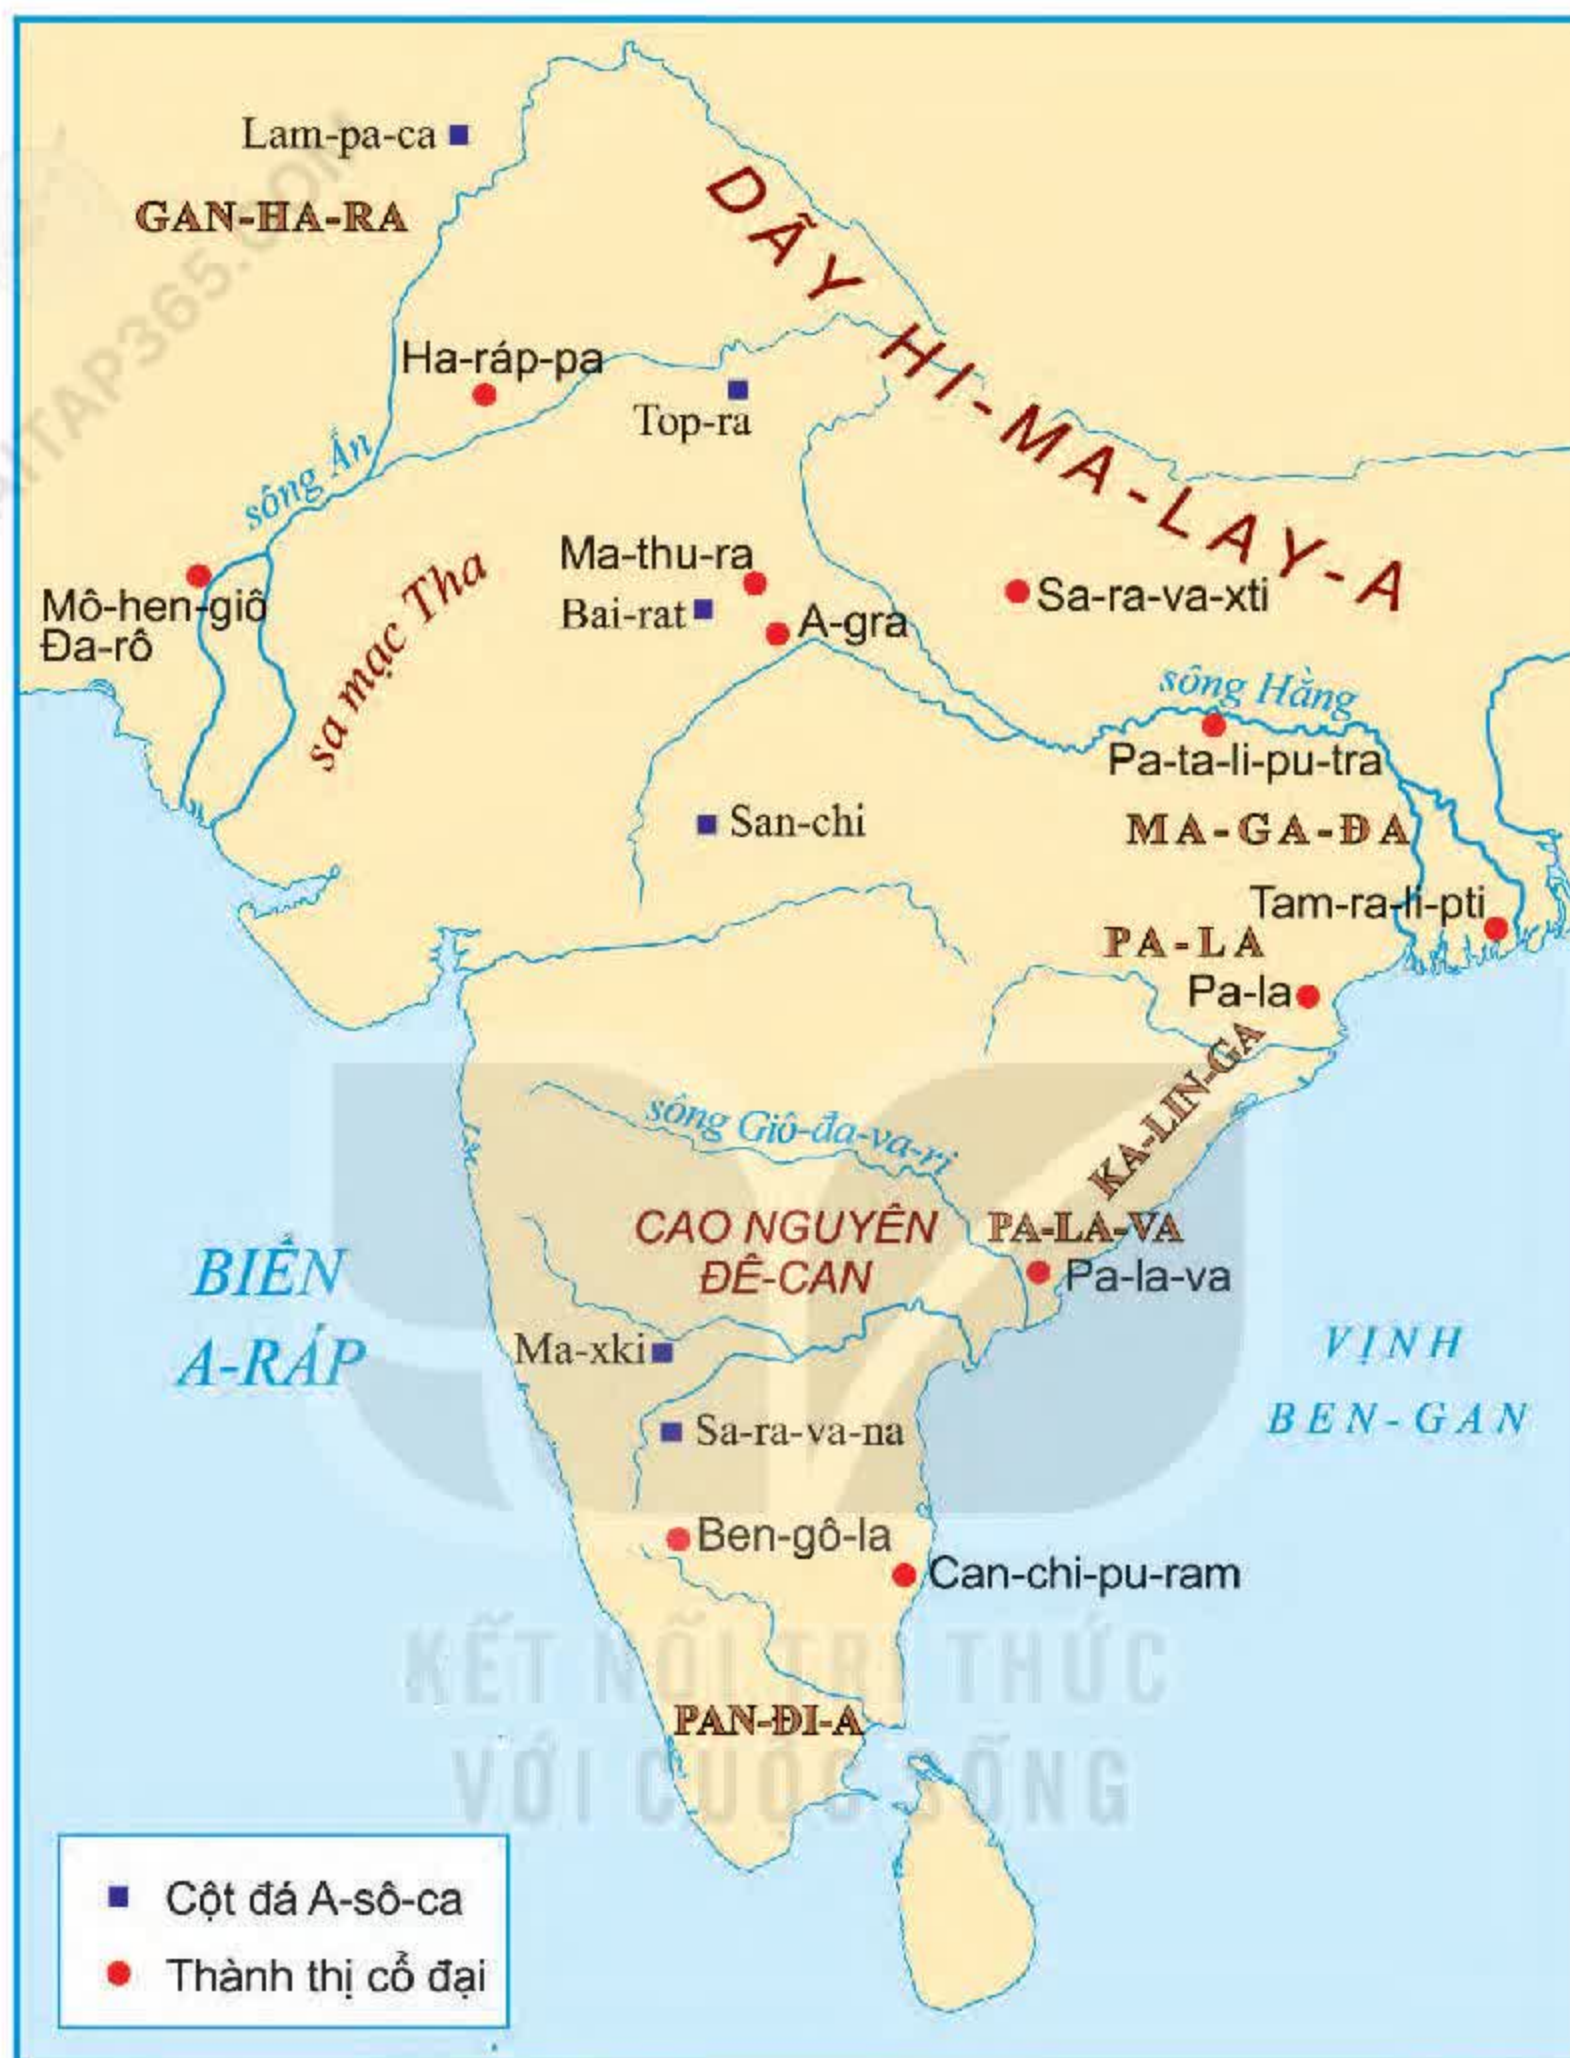 Lam-pa-ca
GAN-HA-RA
DÃY HI-MA-LAY-A
Ha-ráp-pa
Top-ra
sông Ấn
Ma-thu-ra
Mô-hen-giô
Đa-rô
sa mạc Tha
Bai-rat
A-gra
Sa-ra-va-xti
sông Hằng
Pa-ta-li-pu-tra
San-chi
MA-GA-ĐA
Tam-ra-li-pti
PA-LA
Pa-la
KA-LIN-GA
sông Giô-đa-va-ri
CAO NGUYÊN
ĐÊ-CAN
PA-LA-VA
Pa-la-va
BIỂN
A-RÁP
VỊNH
BEN-GAN
Ma-xki
Sa-ra-va-na
Ben-gô-la
Can-chi-pu-ram
KẾT NỐI TRI THỨC
VỚI CUỘC SỐNG
PAN-ĐI-A
Cột đá A-sô-ca
Thành thị cổ đại